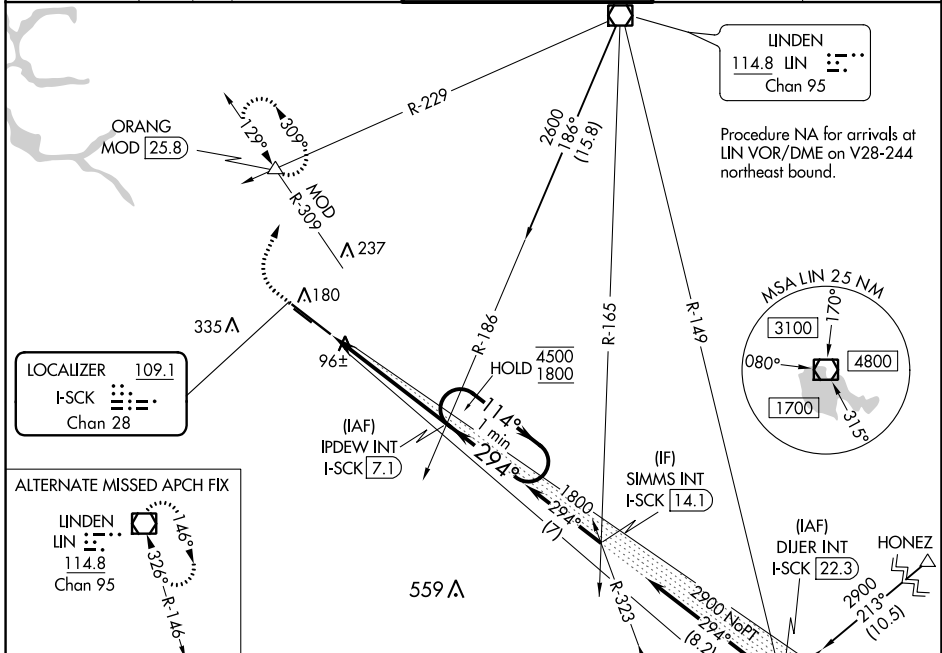 LINDEN
114.8 LIN
Chan 95
R-229
ORANG
MOD 25.8
129°
309°
MOD
R-309
2600
186°
(15.8)
Procedure NA for arrivals at
LIN VOR/DME on V28-244
northeast bound.
237
180
335
96±
R-186
R-165
R-149
MSA LIN 25 NM
3100
170°
080°
4800
1700
315°
LOCALIZER 109.1
I-SCK
Chan 28
HOLD 4500
1800
114°
1 min
294°
(IAF)
IPDEW INT
I-SCK 7.1
(IF)
SIMMS INT
I-SCK 14.1
1800
294°
(7)
(IAF)
DIJER INT
I-SCK 22.3
HONEZ
2900
213°
(10.5)
ALTERNATE MISSED APCH FIX
LINDEN
LIN
114.8
Chan 95
146°
326°
R-146
559
R-323
2900 NoPT
294°
(8.2)